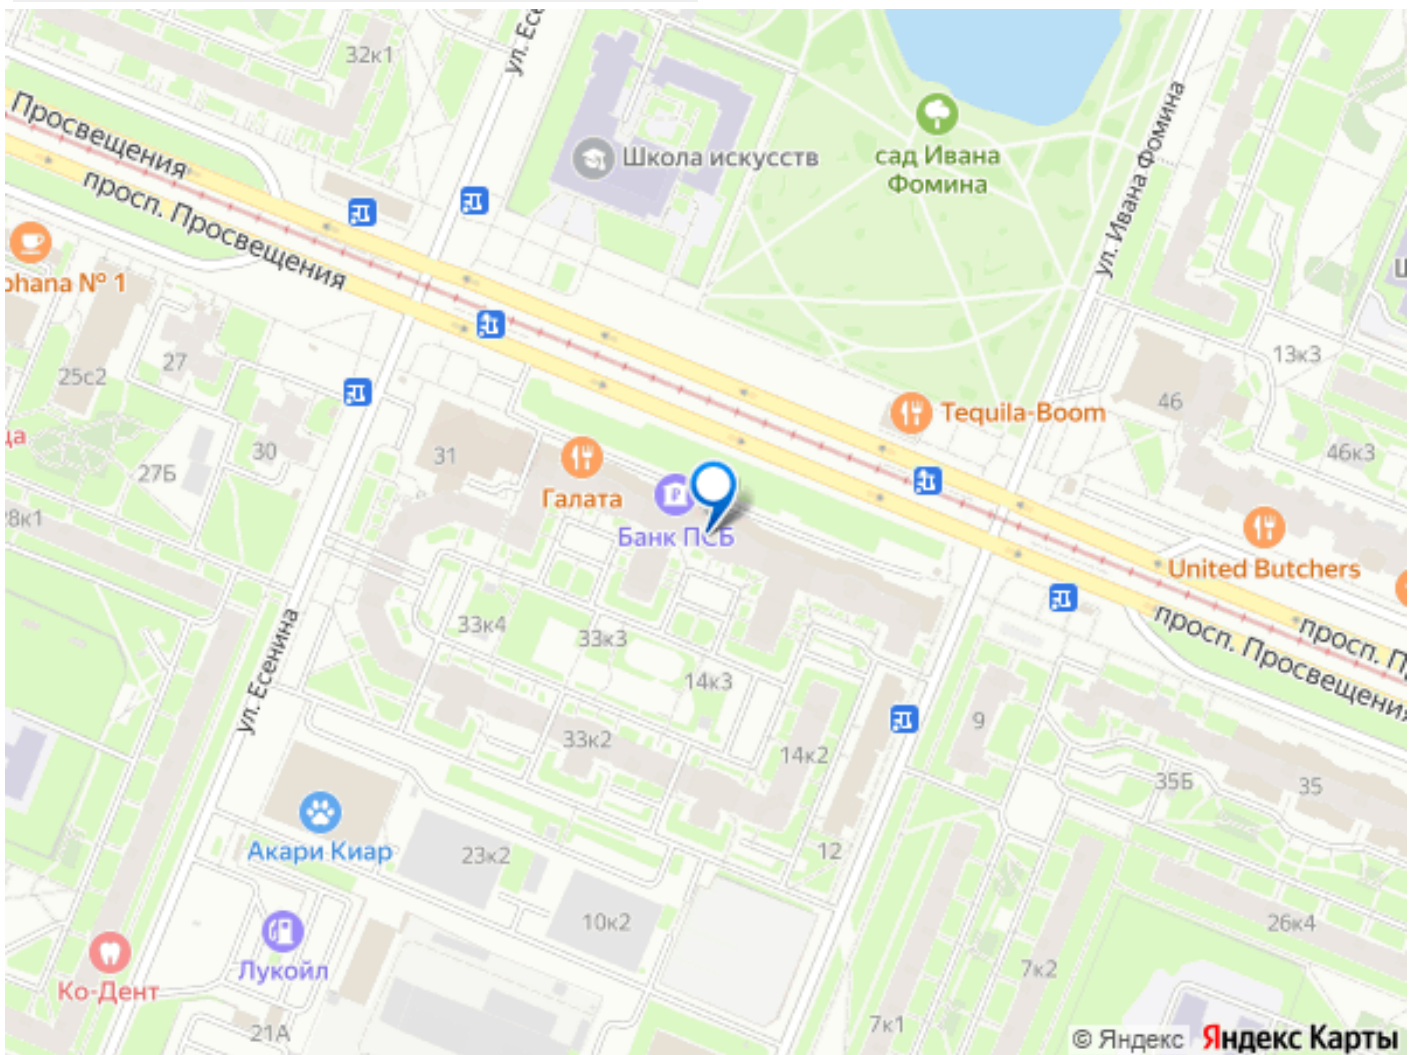 ул. Есе
32к1
Просвещения
просп. Просвещения
Школа искусств
сад Ивана
Фомина
ул. Ивана Фомина
phana № 1
27
25с2
13к3
46
Tequila-Boom
31
30
27Б
46к3
Галата
Банк ПСБ
28к1
United Butchers
33к4
33к3
просп. Просвещения
просп. П
ул. Есенина
14к3
9
33к2
14к2
35Б
35
Акари Киар
23к2
12
10к2
26к4
Лукойл
7к2
Ко-Дент
21А
7к1
© Яндекс Яндекс Карты